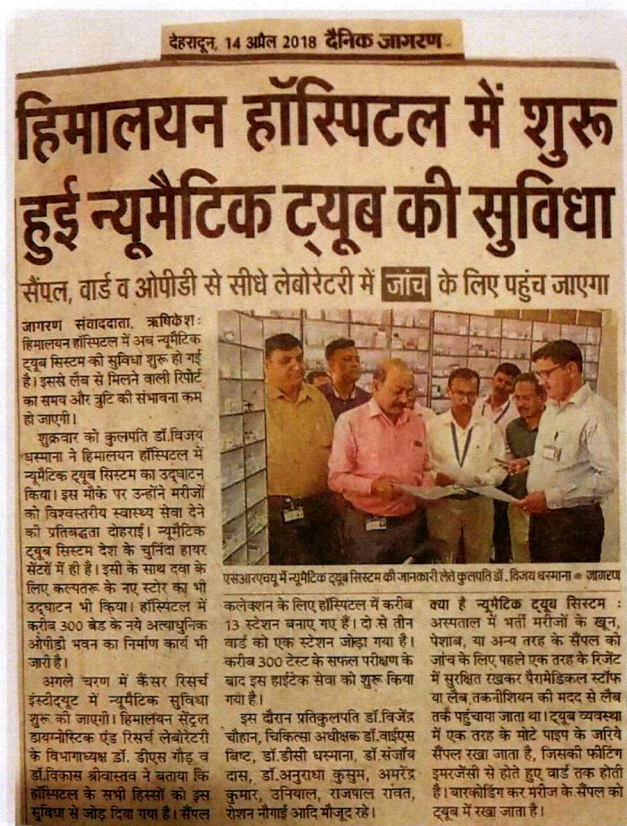 देहरादून, 14 अप्रैल 2018 दैनिक जागरण
हिमालयन हॉस्पिटल में शुरू
हुई न्यूमैटिक ट्यूब की सुविधा
सैंपल, वार्ड व ओपीडी से सीधे लेबोरेटरी में जांच के लिए पहुंच जाएगा
जागरण संवाददाता, ऋषिकेश :
हिमालयन हॉस्पिटल में अब न्यूमैटिक
ट्यूब सिस्टम की सुविधा शुरू हो गई
है। इससे लैब से मिलने वाली रिपोर्ट
का समय और त्रुटि की संभावना कम
हो जाएगी।
शुक्रवार को कुलपति डॉ.विजय
धस्माना ने हिमालयन हॉस्पिटल में
न्यूमैटिक ट्यूब सिस्टम का उद्घाटन
किया। इस मौके पर उन्होंने मरीजों
को विश्वस्तरीय स्वास्थ्य सेवा देने
की प्रतिबद्धता दोहराई। न्यूमैटिक
ट्यूब सिस्टम देश के चुनिंदा हायर
सेंटरों में ही है। इसी के साथ दवा के
लिए कल्पतरू के नए स्टोर का भी
उद्घाटन भी किया। हॉस्पिटल में
करीब 300 बेड के नये अत्याधुनिक
ओपीडी भवन का निर्माण कार्य भी
जारी है।
अगले चरण में कैंसर रिसर्च
इंस्टीट्यूट में न्यूमैटिक सुविधा
शुरू की जाएगी। हिमालयन सेंट्रल
डायग्नोस्टिक एंड रिसर्च लेबोरेटरी
के विभागाध्यक्ष डॉ. डीएस गौड़ व
डॉ.विकास श्रीवास्तव ने बताया कि
हॉस्पिटल के सभी हिस्सों को इस
सुविधा से जोड़ दिया गया है। सैंपल
एसआरएचयू में न्यूमैटिक ट्यूब सिस्टम की जानकारी लेते कुलपति डॉ. विजय धस्माना ● जागरण
कलेक्शन के लिए हॉस्पिटल में करीब
13 स्टेशन बनाए गए हैं। दो से तीन
वार्ड को एक स्टेशन जोड़ा गया है।
करीब 300 टेस्ट के सफल परीक्षण के
बाद इस हाईटेक सेवा को शुरू किया
गया है।
इस दौरान प्रतिकुलपति डॉ.विजेंद्र
चौहान, चिकित्सा अधीक्षक डॉ.वाईएस
बिष्ट, डॉ.डीसी धस्माना, डॉ.संजॉय
दास, डॉ.अनुराधा कुसुम, अमरेंद्र
कुमार, उनियाल, राजपाल रावत,
रोशन नौगाई आदि मौजूद रहे।
क्या है न्यूमैटिक ट्यूब सिस्टम :
अस्पताल में भर्ती मरीजों के खून,
पेशाब, या अन्य तरह के सैंपल को
जांच के लिए पहले एक तरह के रिजेंट
में सुरक्षित रखकर पैरामेडिकल स्टॉफ
या लैब तकनीशियन की मदद से लैब
तक पहुंचाया जाता था। ट्यूब व्यवस्था
में एक तरह के मोटे पाइप के जरिये
सैंपल रखा जाता है, जिसकी फीटिंग
इमरजेंसी से होते हुए वार्ड तक होती
है। बारकोडिंग कर मरीज के सैंपल को
ट्यूब में रखा जाता है।